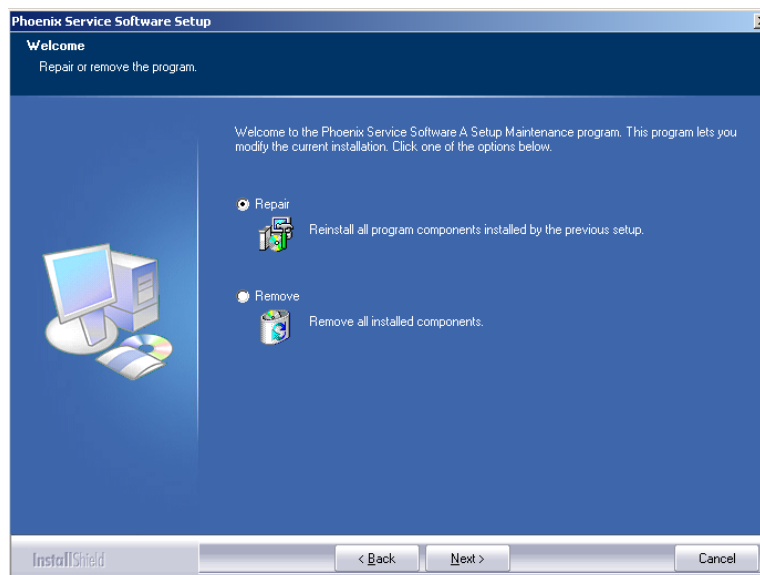 Phoenix Service Software Setup
Welcome
Repair or remove the program.
Welcome to the Phoenix Service Software A Setup Maintenance program. This program lets you
modify the current installation. Click one of the options below.
Repair
Reinstall all program components installed by the previous setup.
Remove
Remove all installed components.
InstallShield
< Back
Next >
Cancel